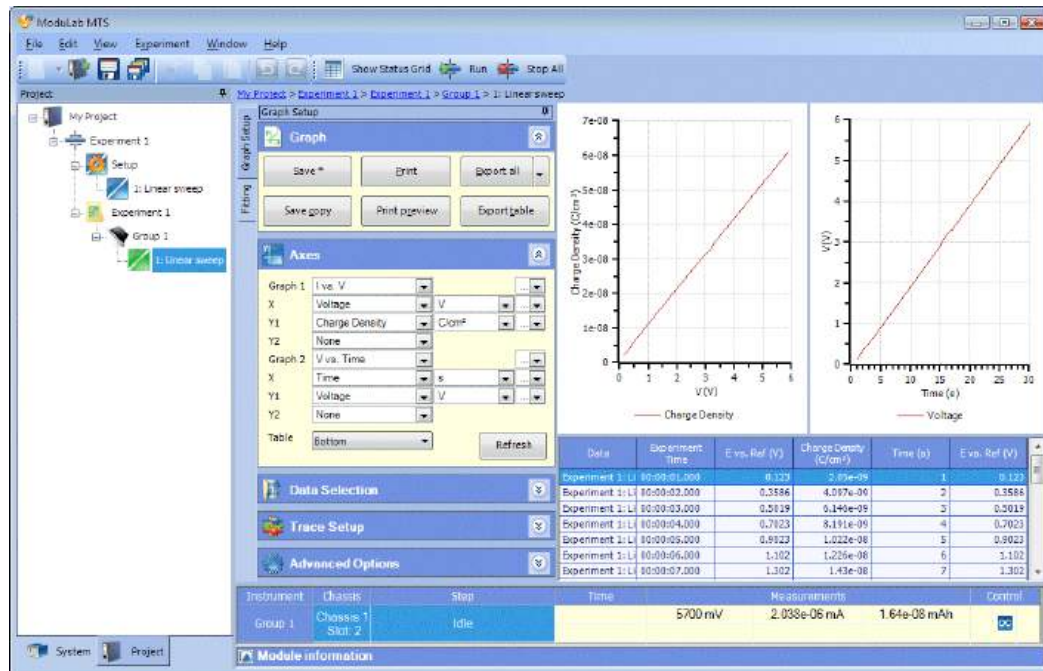 ModuLab MTS
File Edit View Experiment Window Help
Show Status Grid Run Stop All
Project
My Project > Experiment 1 > Experiment 1 > Group 1 > 1: Linear sweep
My Project
Experiment 1
Setup
1: Linear sweep
Experiment 1
Group 1
1: Linear sweep
Graph Setup
Fitting
Graph Setup
Graph
Save * Print Export all
Save copy Print preview Export table
Axes
Graph 1 I vs. V ...
X Voltage V ...
Y1 Charge Density C/cm² ...
Y2 None
Graph 2 V vs. Time ...
X Time s ...
Y1 Voltage V ...
Y2 None
Table Bottom Refresh
Data Selection
Trace Setup
Advanced Options
Charge Density (C/cm²)
7e-08
6e-08
5e-08
4e-08
3e-08
2e-08
1e-08
0
0 1 2 3 4 5 6
V(V)
Charge Density
V(V)
6
5
4
3
2
1
0
0 5 10 15 20 25 30
Time (s)
Voltage
Data Experiment Time E vs. Ref (V) Charge Density (C/cm²) Time (s) E vs. Ref (V)
Experiment 1: Li 00:00:01.000 0.123 2.05e-09 1 0.123
Experiment 1: Li 00:00:02.000 0.3586 4.097e-09 2 0.3586
Experiment 1: Li 00:00:03.000 0.5019 6.146e-09 3 0.5019
Experiment 1: Li 00:00:04.000 0.7023 8.191e-09 4 0.7023
Experiment 1: Li 00:00:05.000 0.9023 1.022e-08 5 0.9023
Experiment 1: Li 00:00:06.000 1.102 1.226e-08 6 1.102
Experiment 1: Li 00:00:07.000 1.302 1.43e-08 7 1.302
Instrument Chassis Step Time Measurements Control
Group 1 Chassis 1 Slot: 2 Idle 5700 mV 2.038e-06 mA 1.64e-08 mAh
Module information
System Project